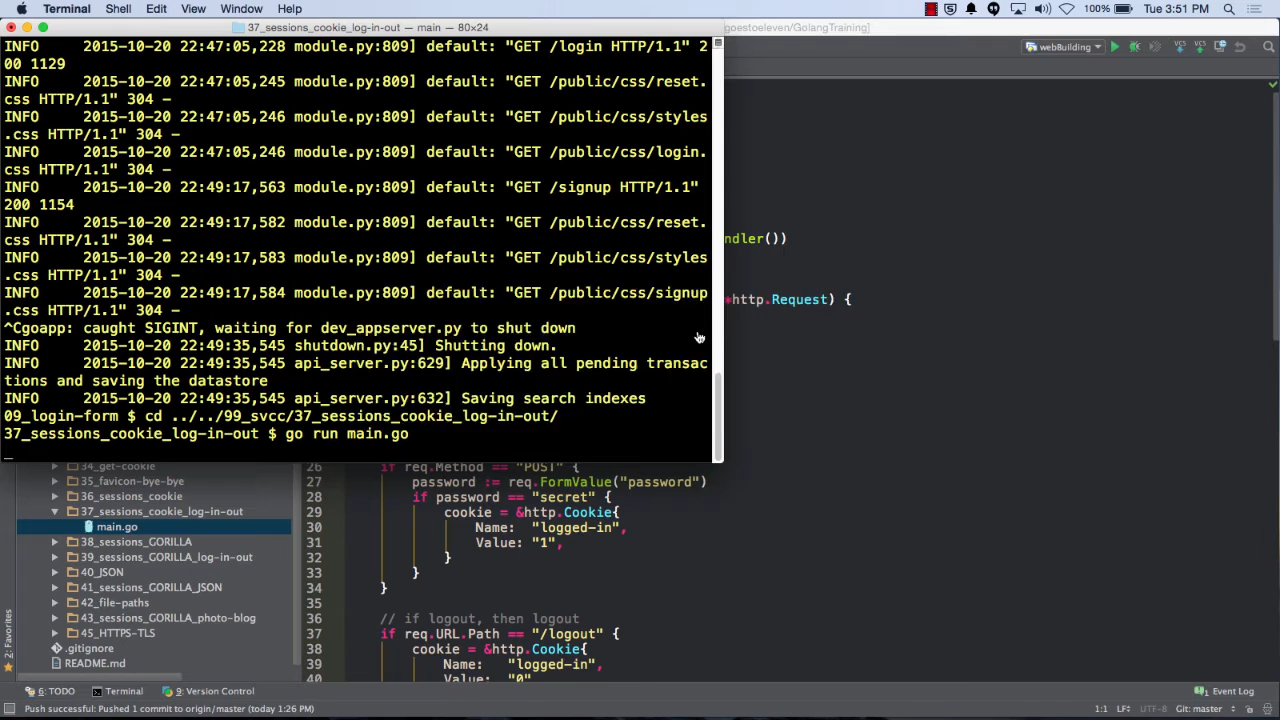 Terminal Shell Edit View Window Help 100% Tue 3:51 PM
37_sessions_cookie_log-in-out — main — 80×24
goestoeleven/GolangTraining]
webBuilding
INFO 2015-10-20 22:47:05,228 module.py:809] default: "GET /login HTTP/1.1" 2
00 1129
INFO 2015-10-20 22:47:05,245 module.py:809] default: "GET /public/css/reset.
css HTTP/1.1" 304 -
INFO 2015-10-20 22:47:05,246 module.py:809] default: "GET /public/css/styles
.css HTTP/1.1" 304 -
INFO 2015-10-20 22:47:05,246 module.py:809] default: "GET /public/css/login.
css HTTP/1.1" 304 -
INFO 2015-10-20 22:49:17,563 module.py:809] default: "GET /signup HTTP/1.1"
200 1154
INFO 2015-10-20 22:49:17,582 module.py:809] default: "GET /public/css/reset.
css HTTP/1.1" 304 -
INFO 2015-10-20 22:49:17,583 module.py:809] default: "GET /public/css/styles
.css HTTP/1.1" 304 -
INFO 2015-10-20 22:49:17,584 module.py:809] default: "GET /public/css/signup
.css HTTP/1.1" 304 -
^Cgoapp: caught SIGINT, waiting for dev_appserver.py to shut down
INFO 2015-10-20 22:49:35,545 shutdown.py:45] Shutting down.
INFO 2015-10-20 22:49:35,545 api_server.py:629] Applying all pending transac
tions and saving the datastore
INFO 2015-10-20 22:49:35,545 api_server.py:632] Saving search indexes
09_login-form $ cd ../../99_svcc/37_sessions_cookie_log-in-out/
37_sessions_cookie_log-in-out $ go run main.go
ndler())
*http.Request) {
34_get-cookie
35_favicon-bye-bye
36_sessions_cookie
37_sessions_cookie_log-in-out
main.go
38_sessions_GORILLA
39_sessions_GORILLA_log-in-out
40_JSON
41_sessions_GORILLA_JSON
42_file-paths
43_sessions_GORILLA_photo-blog
45_HTTPS-TLS
.gitignore
README.md
2: Favorites
26 if req.Method == "POST" {
27 password := req.FormValue("password")
28 if password == "secret" {
29 cookie = &http.Cookie{
30 Name: "logged-in",
31 Value: "1",
32 }
33 }
34 }
35
36 // if logout, then logout
37 if req.URL.Path == "/logout" {
38 cookie = &http.Cookie{
39 Name: "logged-in",
40 Value: "0"
6: TODO Terminal 9: Version Control 1 Event Log
Push successful: Pushed 1 commit to origin/master (today 1:26 PM) 1:1 LF UTF-8 Git: master